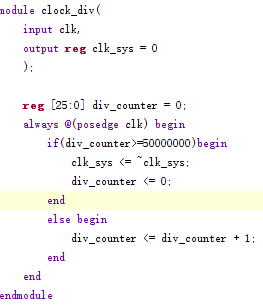 module clock_div(
    input clk,
    output reg clk_sys = 0
    );

    reg [25:0] div_counter = 0;
    always @(posedge clk) begin
        if(div_counter>=50000000)begin
            clk_sys <= ~clk_sys;
            div_counter <= 0;
        end
        else begin
            div_counter <= div_counter + 1;
        end
    end
endmodule